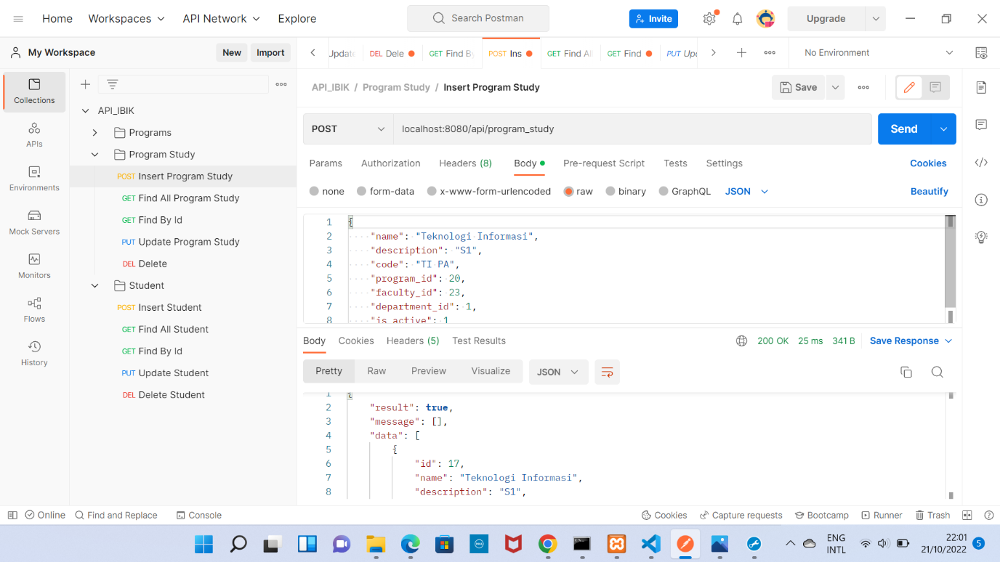 Home Workspaces API Network Explore Search Postman Invite Upgrade
My Workspace New Import Update DEL Dele GET Find By POST Ins GET Find All GET Find PUT Upd No Environment
Collections
APIs
Environments
Mock Servers
Monitors
Flows
History
API_IBIK
Programs
Program Study
POST Insert Program Study
GET Find All Program Study
GET Find By Id
PUT Update Program Study
DEL Delete
Student
POST Insert Student
GET Find All Student
GET Find By Id
PUT Update Student
DEL Delete Student
API_IBIK / Program Study / Insert Program Study Save
POST localhost:8080/api/program_study Send
Params Authorization Headers (8) Body Pre-request Script Tests Settings Cookies
none form-data x-www-form-urlencoded raw binary GraphQL JSON Beautify
1 {
2 "name": "Teknologi Informasi",
3 "description": "S1",
4 "code": "TI PA",
5 "program_id": 20,
6 "faculty_id": 23,
7 "department_id": 1,
8 "is_active": 1
Body Cookies Headers (5) Test Results 200 OK 25 ms 341 B Save Response
Pretty Raw Preview Visualize JSON
1 {
2 "result": true,
3 "message": [],
4 "data": [
5 {
6 "id": 17,
7 "name": "Teknologi Informasi",
8 "description": "S1",
Online Find and Replace Console Cookies Capture requests Bootcamp Runner Trash
ENG
INTL
22:01
21/10/2022
5